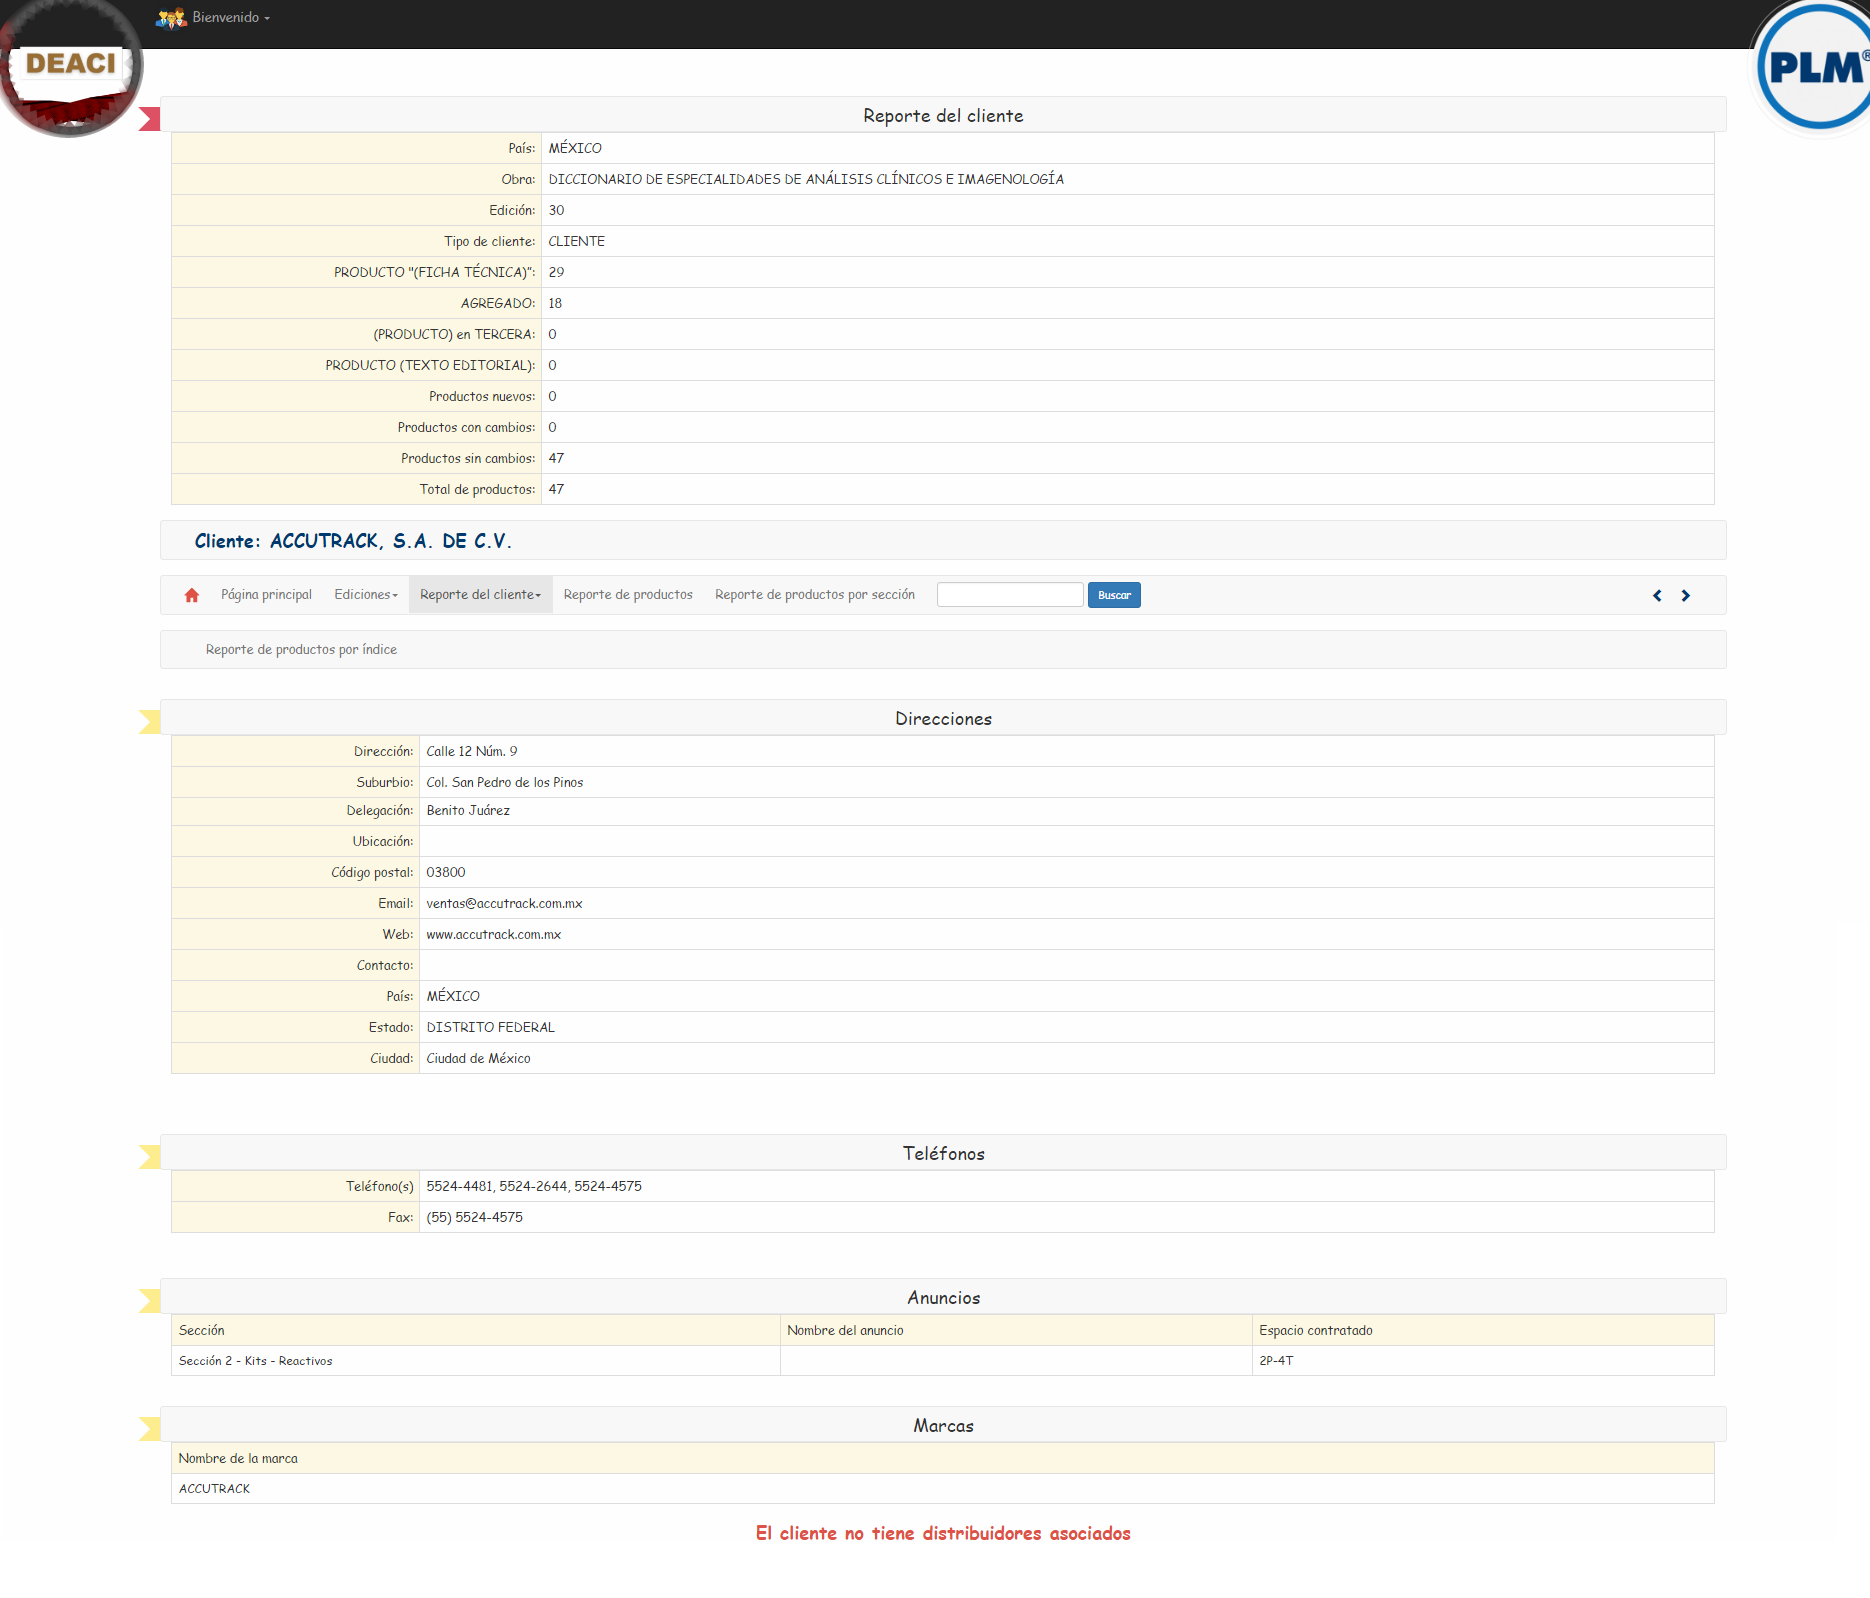 Bienvenido
DEACI
PLM®
Reporte del cliente
País: MÉXICO
Obra: DICCIONARIO DE ESPECIALIDADES DE ANÁLISIS CLÍNICOS E IMAGENOLOGÍA
Edición: 30
Tipo de cliente: CLIENTE
PRODUCTO "(FICHA TÉCNICA)": 29
AGREGADO: 18
(PRODUCTO) en TERCERA: 0
PRODUCTO (TEXTO EDITORIAL): 0
Productos nuevos: 0
Productos con cambios: 0
Productos sin cambios: 47
Total de productos: 47
Cliente: ACCUTRACK, S.A. DE C.V.
Página principal Ediciones Reporte del cliente Reporte de productos Reporte de productos por sección Buscar
Reporte de productos por índice
Direcciones
Dirección: Calle 12 Núm. 9
Suburbio: Col. San Pedro de los Pinos
Delegación: Benito Juárez
Ubicación:
Código postal: 03800
Email: ventas@accutrack.com.mx
Web: www.accutrack.com.mx
Contacto:
País: MÉXICO
Estado: DISTRITO FEDERAL
Ciudad: Ciudad de México
Teléfonos
Teléfono(s) 5524-4481, 5524-2644, 5524-4575
Fax: (55) 5524-4575
Anuncios
Sección Nombre del anuncio Espacio contratado
Sección 2 - Kits - Reactivos 2P-4T
Marcas
Nombre de la marca
ACCUTRACK
El cliente no tiene distribuidores asociados